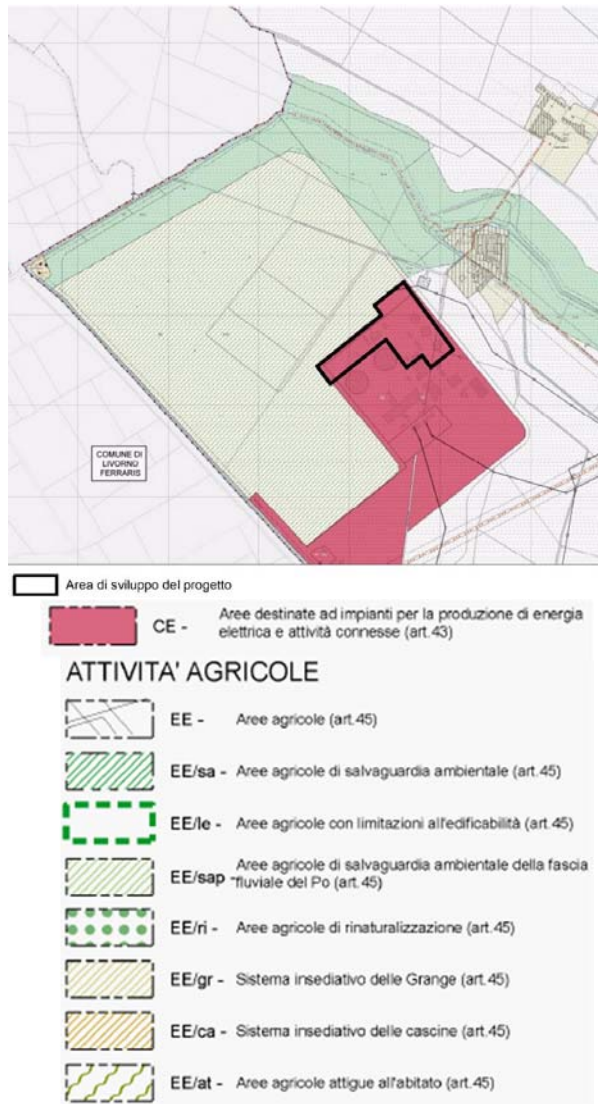 COMUNE DI
LIVORNO
FERRARIS
Area di sviluppo del progetto
CE - Aree destinate ad impianti per la produzione di energia
elettrica e attività connesse (art.43)
ATTIVITA' AGRICOLE
EE - Aree agricole (art.45)
EE/sa - Aree agricole di salvaguardia ambientale (art.45)
EE/le - Aree agricole con limitazioni all'edificabilità (art.45)
EE/sap - Aree agricole di salvaguardia ambientale della fascia
fluviale del Po (art.45)
EE/ri - Aree agricole di rinaturalizzazione (art.45)
EE/gr - Sistema insediativo delle Grange (art.45)
EE/ca - Sistema insediativo delle cascine (art.45)
EE/at - Aree agricole attigue all'abitato (art.45)